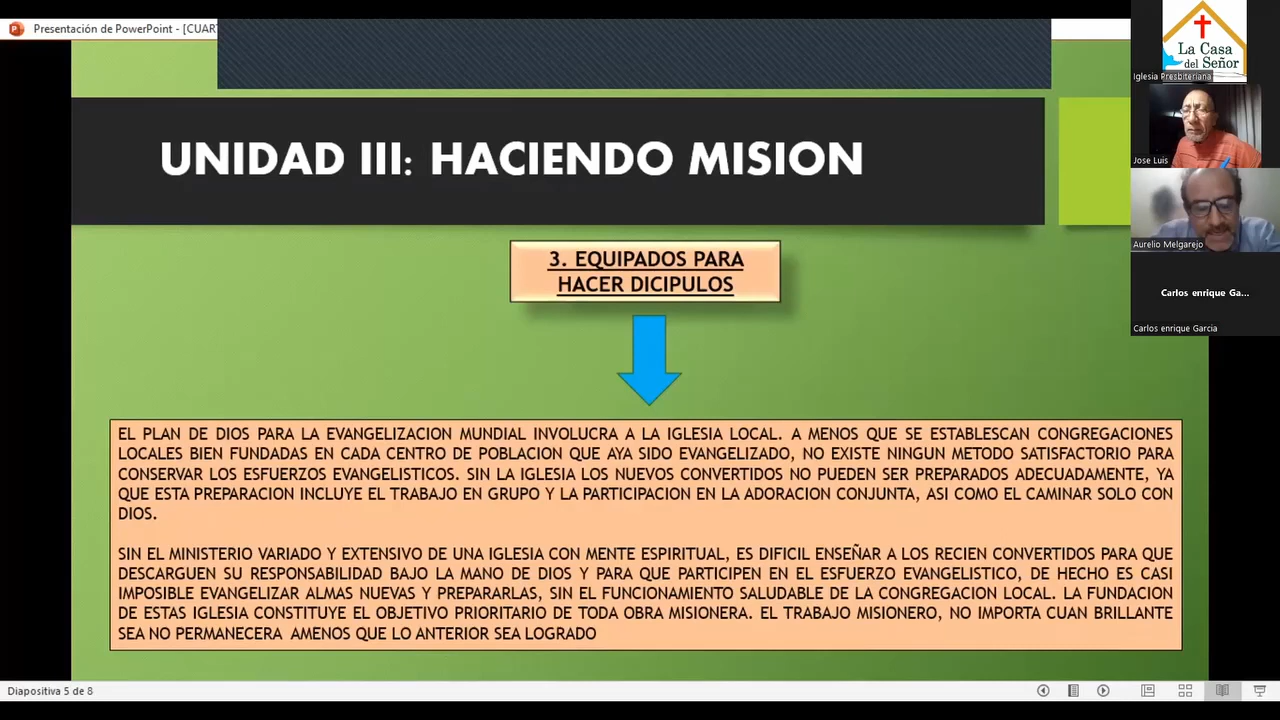 Presentación de PowerPoint - [CUART
La Casa
del Señor
Iglesia Presbiteriana
Jose Luis
Aurelio Melgarejo
Carlos enrique Ga...
Carlos enrique Garcia
UNIDAD III: HACIENDO MISION
3. EQUIPADOS PARA
HACER DICIPULOS
EL PLAN DE DIOS PARA LA EVANGELIZACION MUNDIAL INVOLUCRA A LA IGLESIA LOCAL. A MENOS QUE SE ESTABLESCAN CONGREGACIONES
LOCALES BIEN FUNDADAS EN CADA CENTRO DE POBLACION QUE AYA SIDO EVANGELIZADO, NO EXISTE NINGUN METODO SATISFACTORIO PARA
CONSERVAR LOS ESFUERZOS EVANGELISTICOS. SIN LA IGLESIA LOS NUEVOS CONVERTIDOS NO PUEDEN SER PREPARADOS ADECUADAMENTE, YA
QUE ESTA PREPARACION INCLUYE EL TRABAJO EN GRUPO Y LA PARTICIPACION EN LA ADORACION CONJUNTA, ASI COMO EL CAMINAR SOLO CON
DIOS.
SIN EL MINISTERIO VARIADO Y EXTENSIVO DE UNA IGLESIA CON MENTE ESPIRITUAL, ES DIFICIL ENSEÑAR A LOS RECIEN CONVERTIDOS PARA QUE
DESCARGUEN SU RESPONSABILIDAD BAJO LA MANO DE DIOS Y PARA QUE PARTICIPEN EN EL ESFUERZO EVANGELISTICO, DE HECHO ES CASI
IMPOSIBLE EVANGELIZAR ALMAS NUEVAS Y PREPARARLAS, SIN EL FUNCIONAMIENTO SALUDABLE DE LA CONGREGACION LOCAL. LA FUNDACION
DE ESTAS IGLESIA CONSTITUYE EL OBJETIVO PRIORITARIO DE TODA OBRA MISIONERA. EL TRABAJO MISIONERO, NO IMPORTA CUAN BRILLANTE
SEA NO PERMANECERA AMENOS QUE LO ANTERIOR SEA LOGRADO
Diapositiva 5 de 8